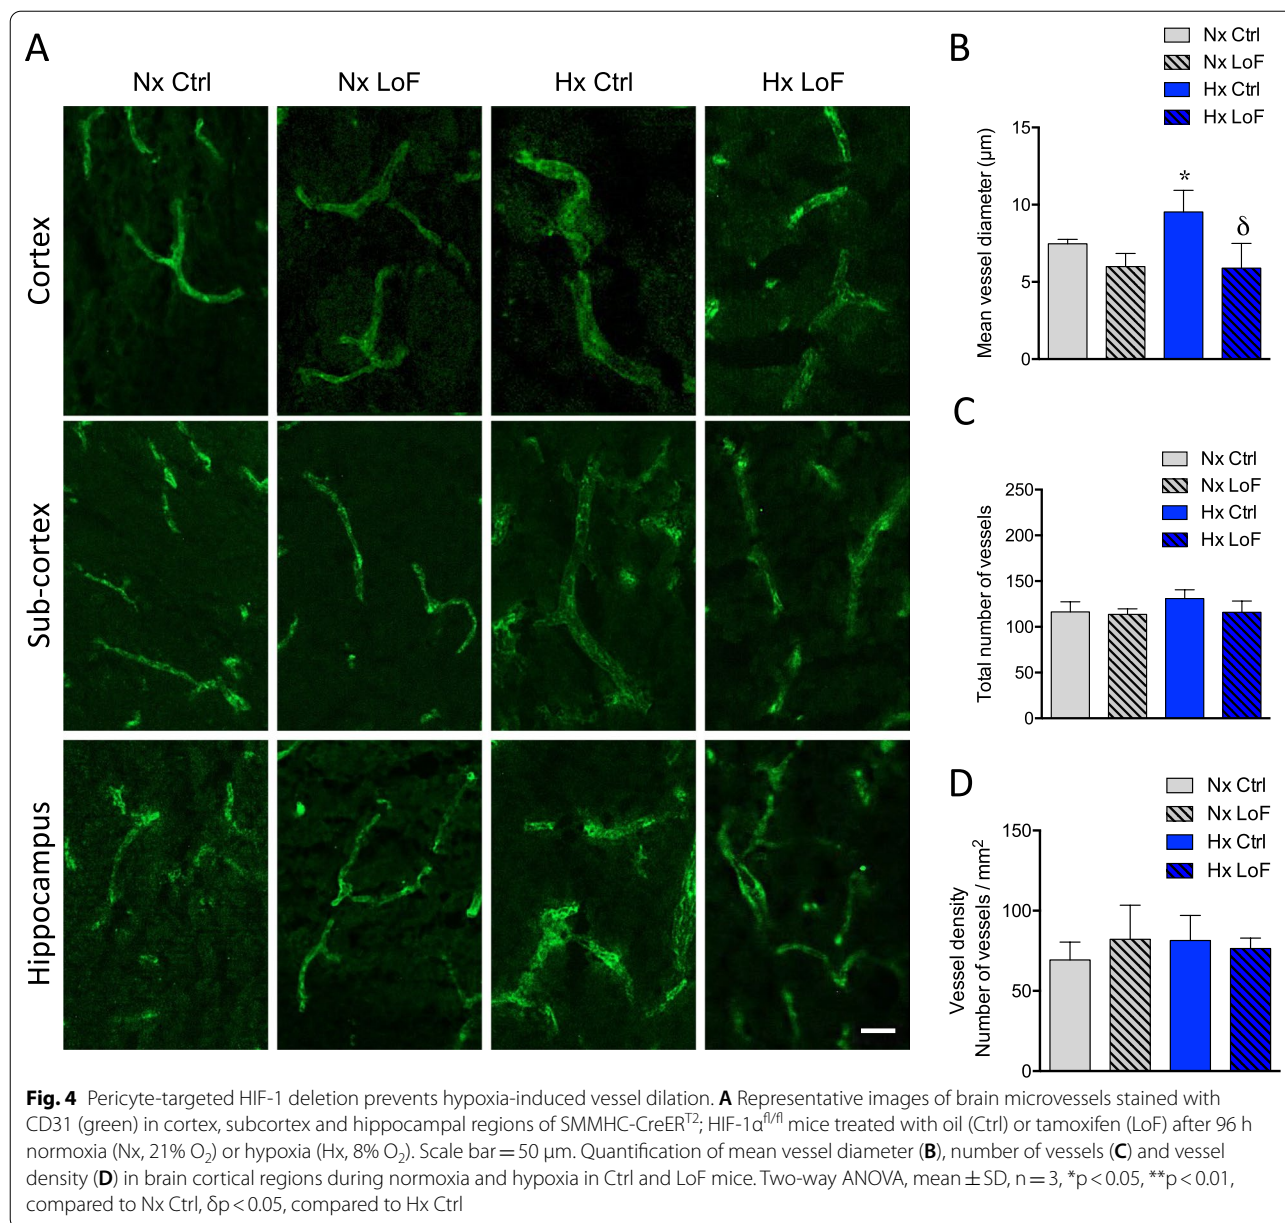 A
Nx Ctrl Nx LoF Hx Ctrl Hx LoF
Cortex
Sub-cortex
Hippocampus
B
Nx Ctrl
Nx LoF
Hx Ctrl
Hx LoF
Mean vessel diameter (µm)
15
10
5
0
*
δ
C
Nx Ctrl
Nx LoF
Hx Ctrl
Hx LoF
Total number of vessels
250
200
150
100
50
0
D
Nx Ctrl
Nx LoF
Hx Ctrl
Hx LoF
Vessel density
Number of vessels / mm²
150
100
50
0
Fig. 4 Pericyte-targeted HIF-1 deletion prevents hypoxia-induced vessel dilation. A Representative images of brain microvessels stained with
CD31 (green) in cortex, subcortex and hippocampal regions of SMMHC-CreER^T2; HIF-1α^fl/fl mice treated with oil (Ctrl) or tamoxifen (LoF) after 96 h
normoxia (Nx, 21% O₂) or hypoxia (Hx, 8% O₂). Scale bar = 50 µm. Quantification of mean vessel diameter (B), number of vessels (C) and vessel
density (D) in brain cortical regions during normoxia and hypoxia in Ctrl and LoF mice. Two-way ANOVA, mean ± SD, n = 3, *p < 0.05, **p < 0.01,
compared to Nx Ctrl, δp < 0.05, compared to Hx Ctrl